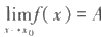 lim f(x) = A
x→x₀